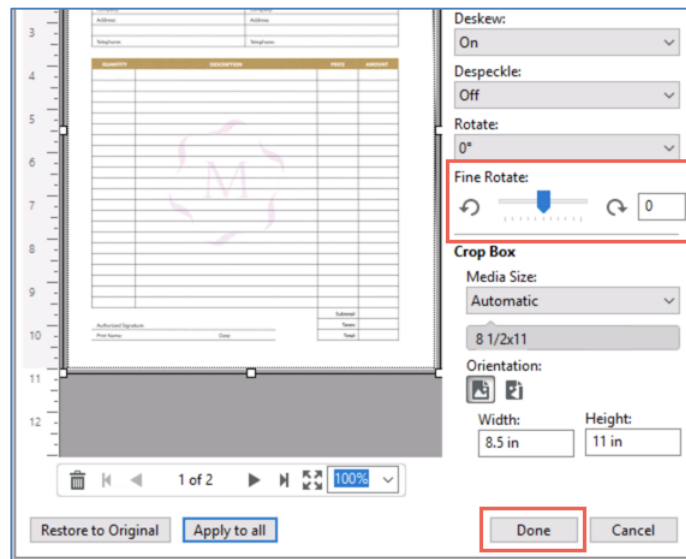 Company: Company:
Address: Address:
Telephone: Telephone:
QUANTITY DESCRIPTION PRICE AMOUNT
M
Subtotal:
Authorized Signature: Taxes:
Print Name: Date: Total:
3
4
5
6
7
8
9
10
11
12
Deskew:
On
Despeckle:
Off
Rotate:
0°
Fine Rotate:
0
Crop Box
Media Size:
Automatic
8 1/2x11
Orientation:
Width: Height:
8.5 in 11 in
1 of 2 100%
Restore to Original Apply to all Done Cancel